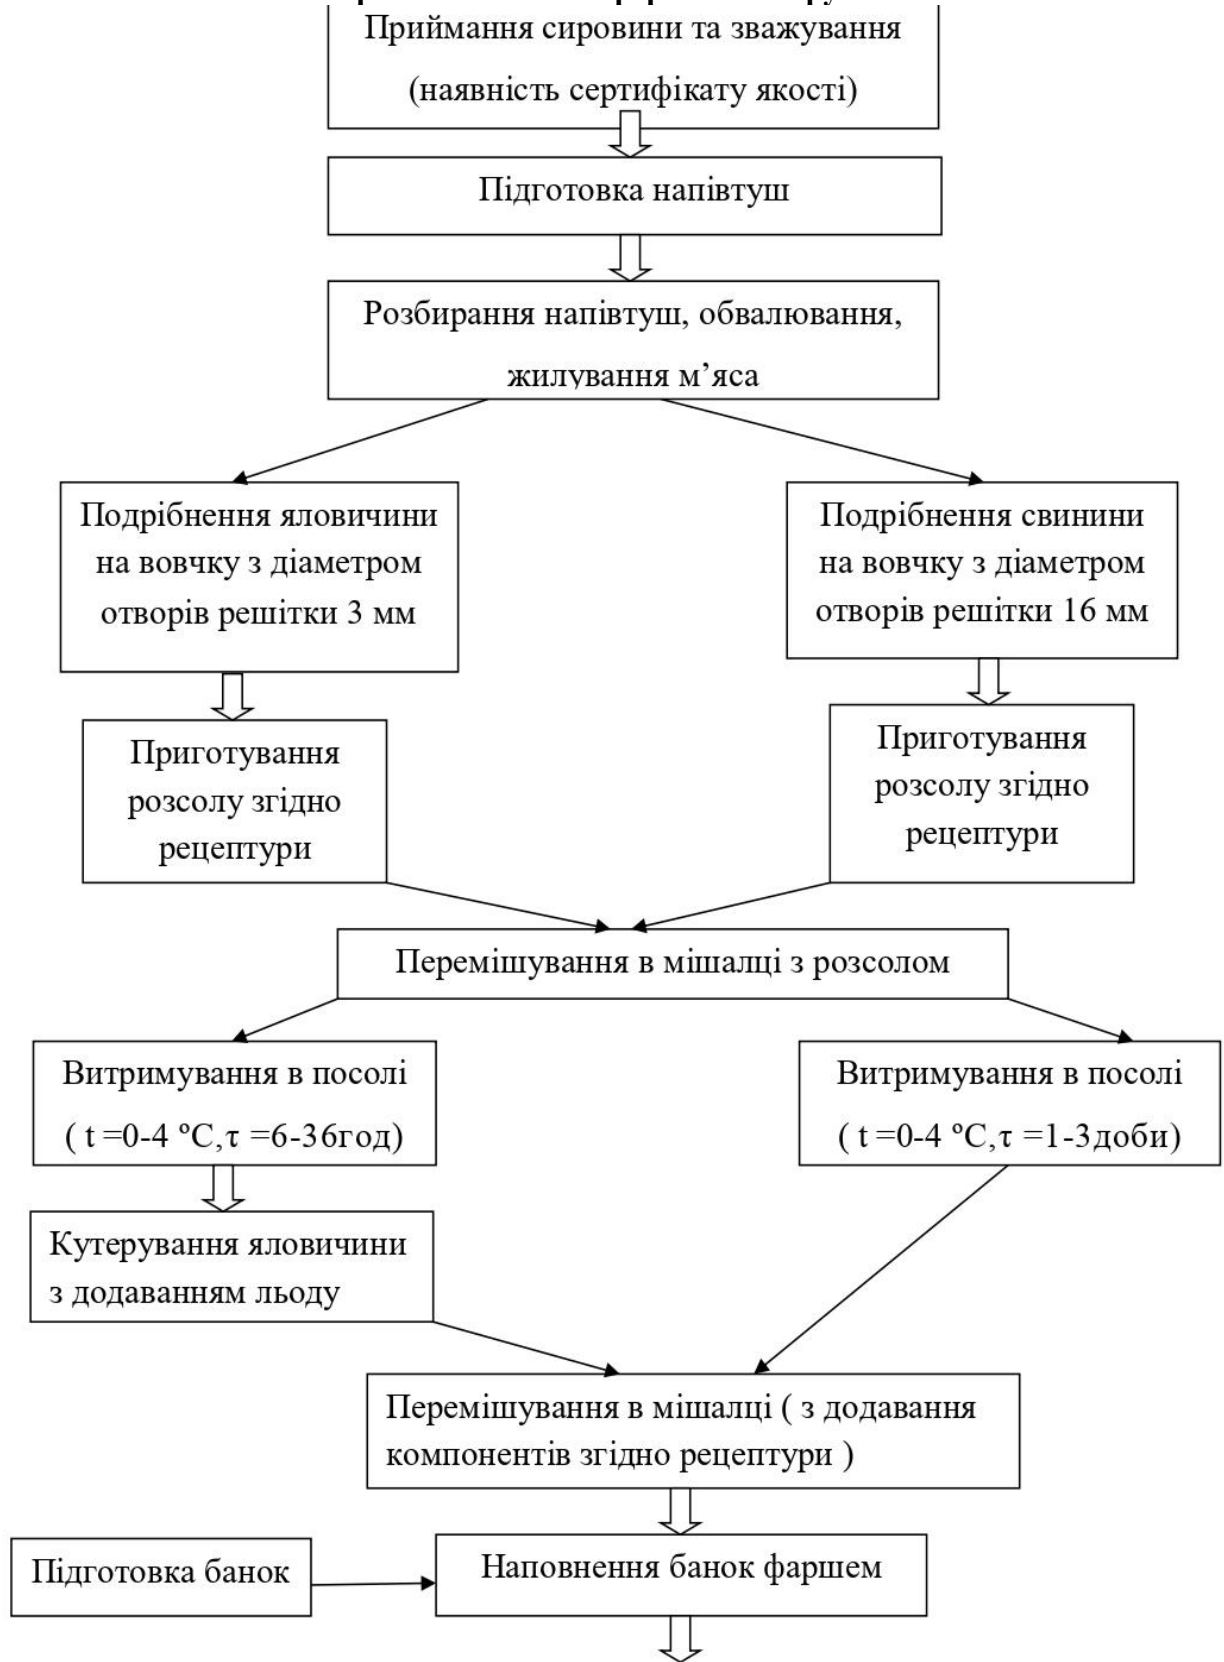 Приймання сировини та зважування
(наявність сертифікату якості)
Підготовка напівтуш
Розбирання напівтуш, обвалювання,
жилування м’яса
Подрібнення яловичини
на вовчку з діаметром
отворів решітки 3 мм
Подрібнення свинини
на вовчку з діаметром
отворів решітки 16 мм
Приготування
розсолу згідно
рецептури
Приготування
розсолу згідно
рецептури
Перемішування в мішалці з розсолом
Витримування в посолі
( t =0-4 ºС,τ =6-36год)
Витримування в посолі
( t =0-4 ºС,τ =1-3доби)
Кутерування яловичини
з додаванням льоду
Перемішування в мішалці ( з додавання
компонентів згідно рецептури )
Підготовка банок
Наповнення банок фаршем